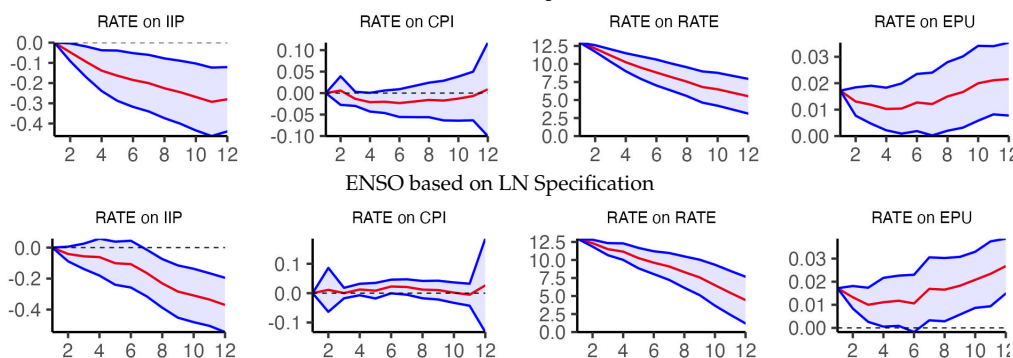 RATE on IIP RATE on CPI RATE on RATE RATE on EPU
0.0 -0.1 -0.2 -0.3 -0.4
0.10 0.05 0.00 -0.05 -0.10
12.5 10.0 7.5 5.0 2.5 0.0
0.03 0.02 0.01 0.00
2 4 6 8 10 12 2 4 6 8 10 12 2 4 6 8 10 12 2 4 6 8 10 12
ENSO based on LN Specification
RATE on IIP RATE on CPI RATE on RATE RATE on EPU
0.0 -0.2 -0.4
0.1 0.0 -0.1
12.5 10.0 7.5 5.0 2.5 0.0
0.03 0.02 0.01 0.00
2 4 6 8 10 12 2 4 6 8 10 12 2 4 6 8 10 12 2 4 6 8 10 12